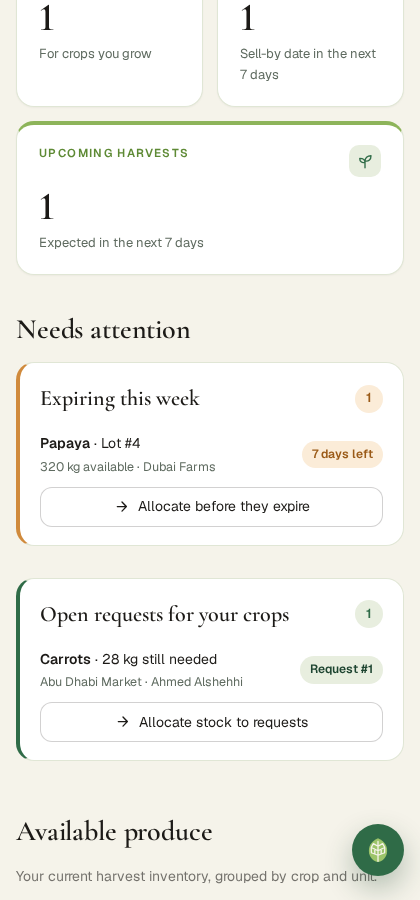 1
For crops you grow
1
Sell-by date in the next
7 days
UPCOMING HARVESTS
1
Expected in the next 7 days
Needs attention
Expiring this week
1
Papaya · Lot #4
320 kg available · Dubai Farms
7 days left
→ Allocate before they expire
Open requests for your crops
1
Carrots · 28 kg still needed
Abu Dhabi Market · Ahmed Alshehhi
Request #1
→ Allocate stock to requests
Available produce
Your current harvest inventory, grouped by crop and unit.